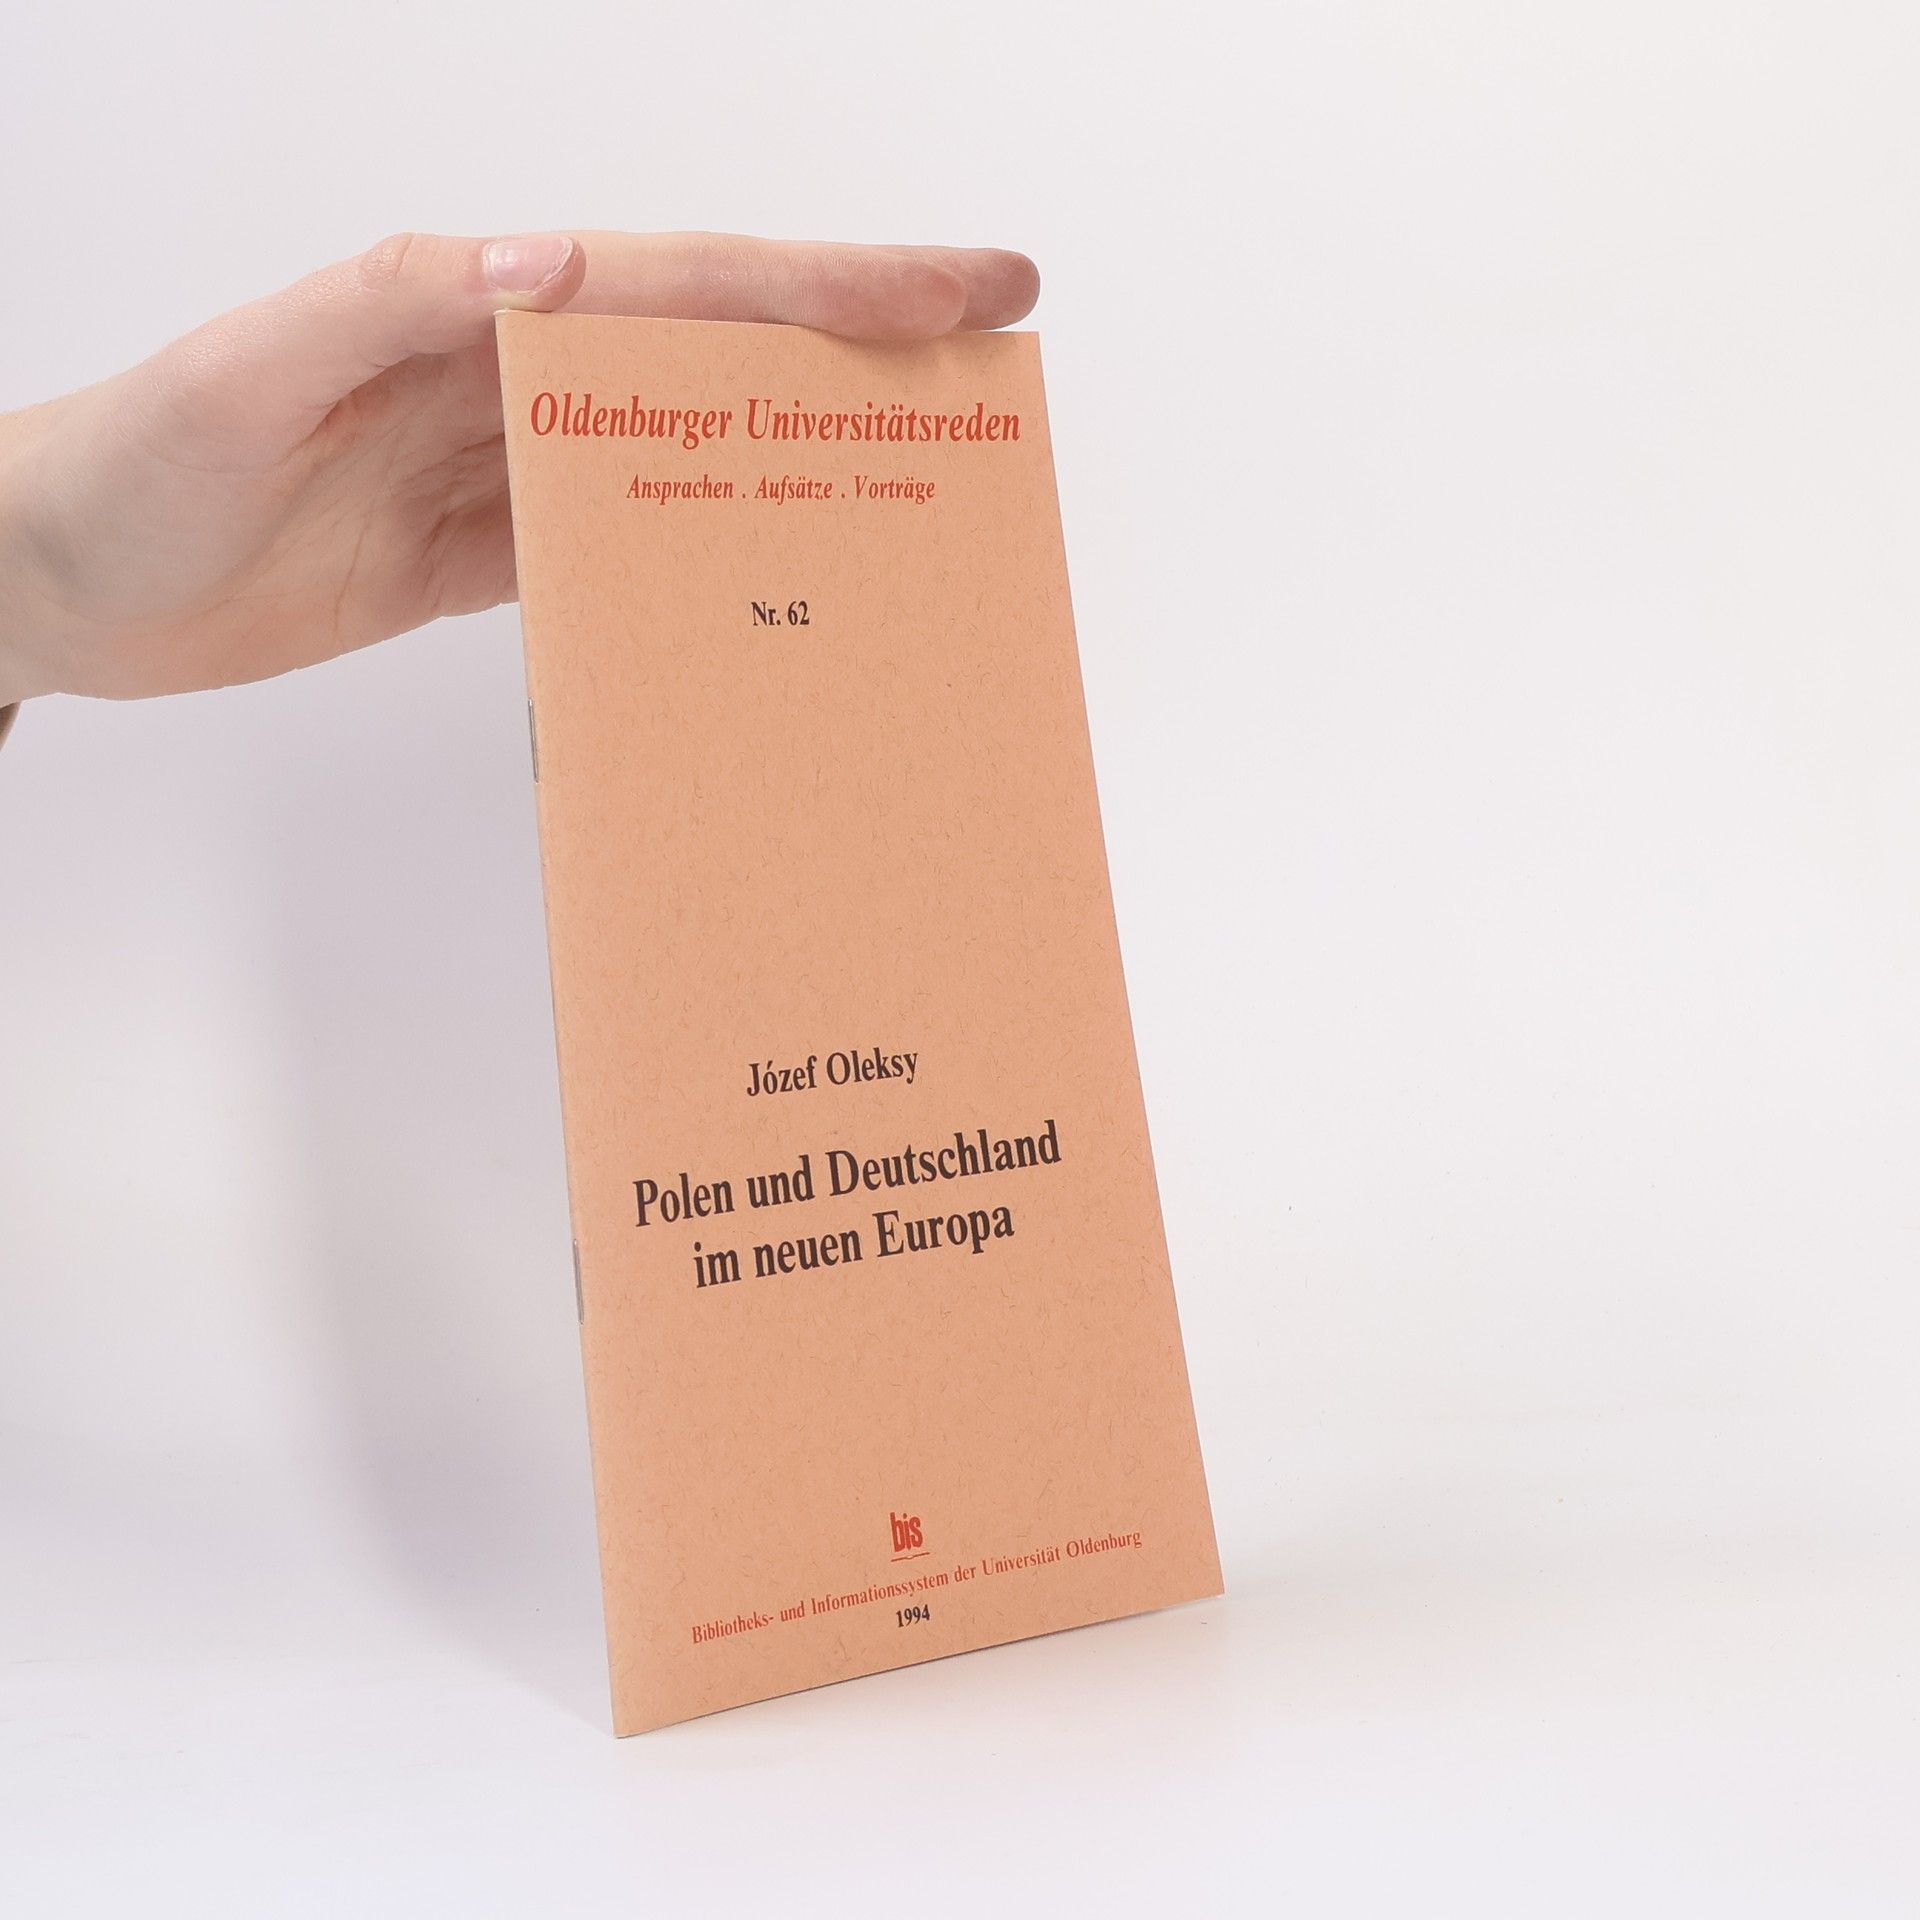 Oldenburger Universitätsreden
Ansprachen . Aufsätze . Vorträge
Nr. 62
Józef Oleksy
Polen und Deutschland
im neuen Europa
bis
Bibliotheks- und Informationssystem der Universität Oldenburg
1994